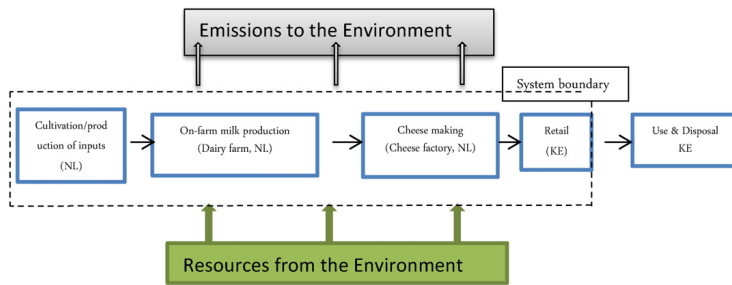 Emissions to the Environment
System boundary
Cultivation/prod
uction of inputs
(NL)
On-farm milk production
(Dairy farm, NL)
Cheese making
(Cheese factory, NL)
Retail
(KE)
Use & Disposal
KE
Resources from the Environment